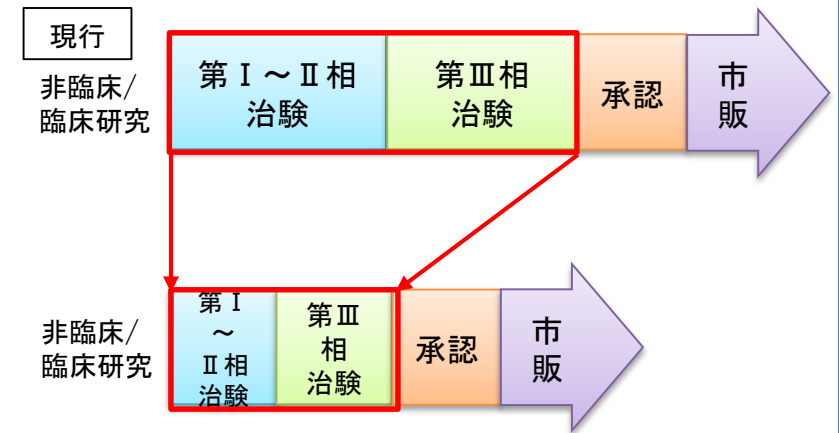 現行
非臨床/
臨床研究
第Ⅰ～Ⅱ相
治験
第Ⅲ相
治験
承認
市
販
非臨床/
臨床研究
第Ⅰ
～
Ⅱ相
治験
第Ⅲ
相
治験
承認
市
販